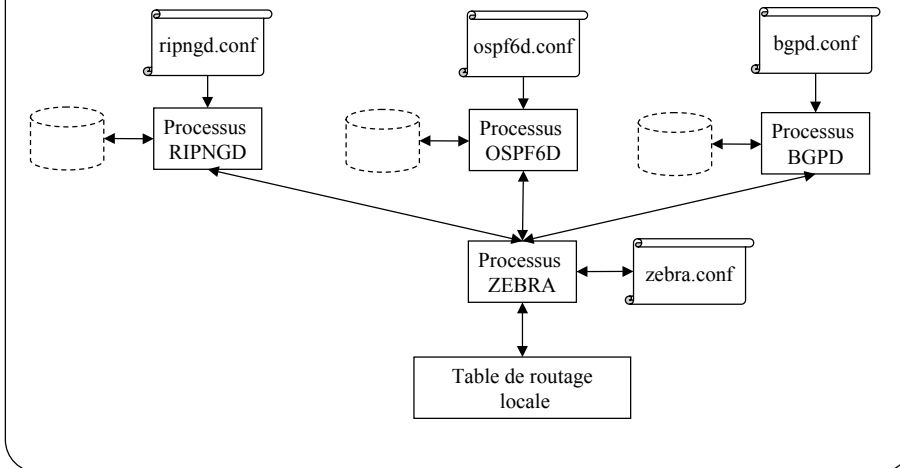 ripngd.conf
ospf6d.conf
bgpd.conf
Processus
RIPNGD
Processus
OSPF6D
Processus
BGPD
Processus
ZEBRA
zebra.conf
Table de routage
locale